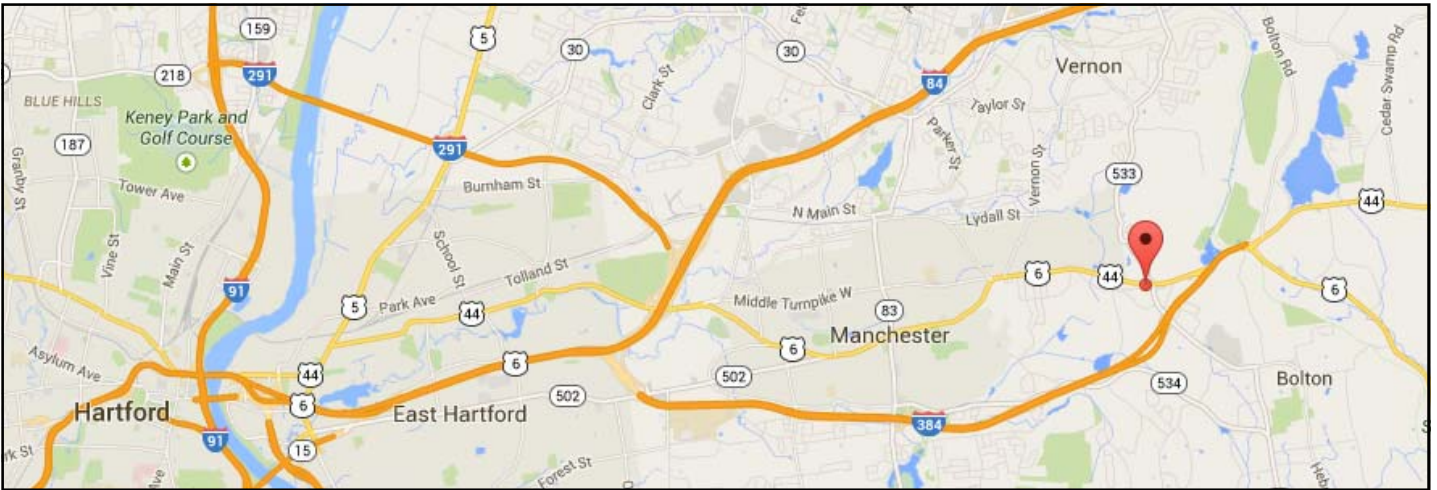 159
5
30
30
Vernon
Bolton Rd
Cedar Swamp Rd
218
291
84
Clark St
Taylor St
BLUE HILLS
Keney Park and
Golf Course
187
291
Parker St
Granby St
Tower Ave
Burnham St
Vernon St
533
44
N Main St
Lydall St
Vine St
Main St
School St
Tolland St
6
44
91
5
Park Ave
44
Middle Turnpike W
83
6
Manchester
6
Asylum Ave
44
6
502
534
Bolton
Hartford
6
East Hartford
502
384
91
15
Forest St